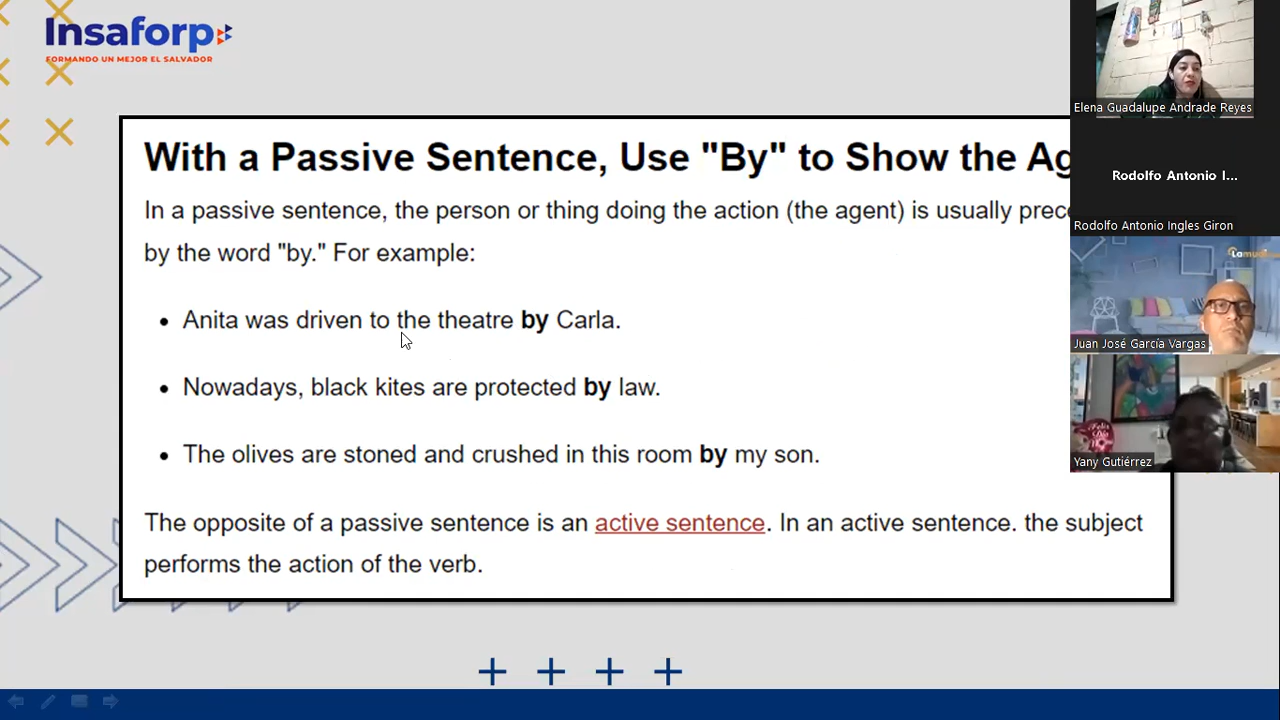 Insaforp
FORMANDO UN MEJOR EL SALVADOR
With a Passive Sentence, Use "By" to Show the
In a passive sentence, the person or thing doing the action (the agent) is usually
by the word "by." For example:
• Anita was driven to the theatre by Carla.
• Nowadays, black kites are protected by law.
• The olives are stoned and crushed in this room by my son.
The opposite of a passive sentence is an active sentence. In an active sentence. the subject
performs the action of the verb.
Elena Guadalupe Andrade Reyes
Rodolfo Antonio I...
Rodolfo Antonio Ingles Giron
Juan José García Vargas
Yany Gutiérrez